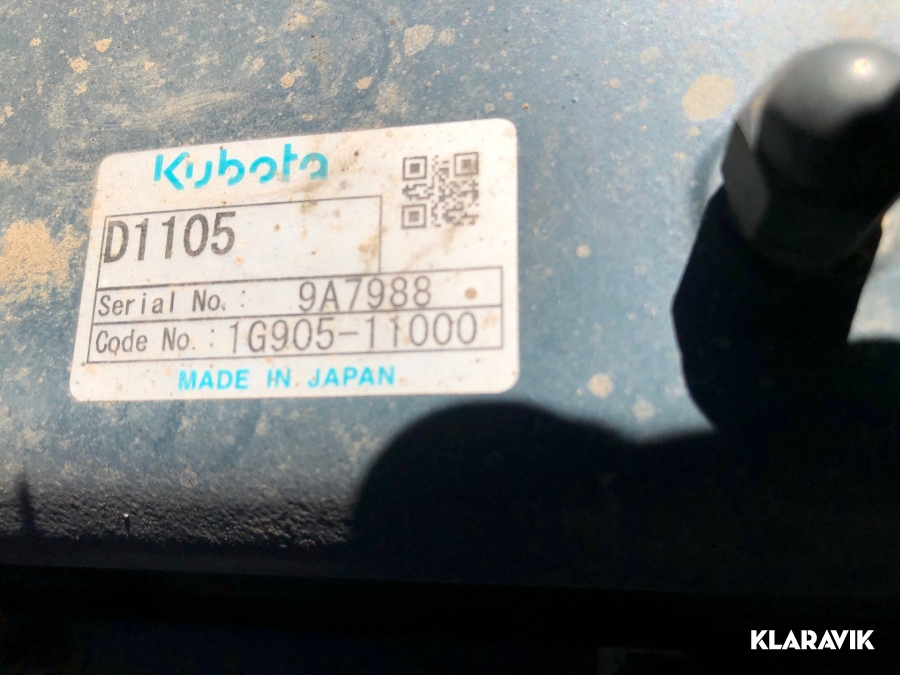 Kubota
D1105
Serial No. : 9A7988
Code No. : 1G905-11000
MADE IN JAPAN
KLARAVIK